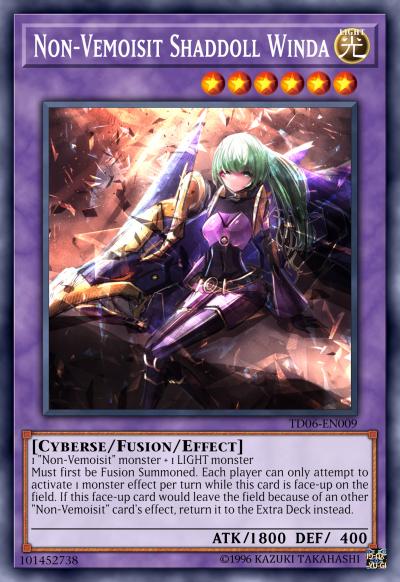 Non-Vemoisit Shaddoll Winda
LIGHT
光
TD06-EN009
[Cyberse/Fusion/Effect]
1 "Non-Vemoisit" monster + 1 LIGHT monster
Must first be Fusion Summoned. Each player can only attempt to
activate 1 monster effect per turn while this card is face-up on the
field. If this face-up card would leave the field because of an other
"Non-Vemoisit" card's effect, return it to the Extra Deck instead.
ATK/1800 DEF/ 400
101452738
©1996 KAZUKI TAKAHASHI